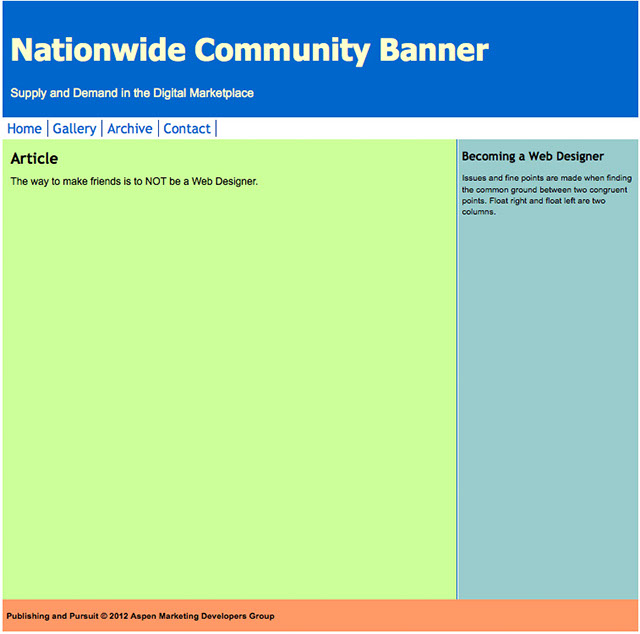 Nationwide Community Banner
Supply and Demand in the Digital Marketplace
Home Gallery Archive Contact
Article
The way to make friends is to NOT be a Web Designer.
Becoming a Web Designer
Issues and fine points are made when finding
the common ground between two congruent
points. Float right and float left are two
columns.
Publishing and Pursuit © 2012 Aspen Marketing Developers Group